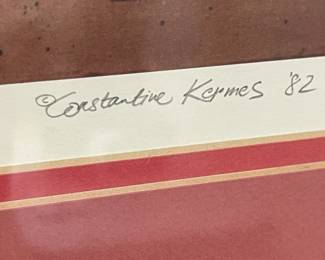 © Constantine Kermes '82